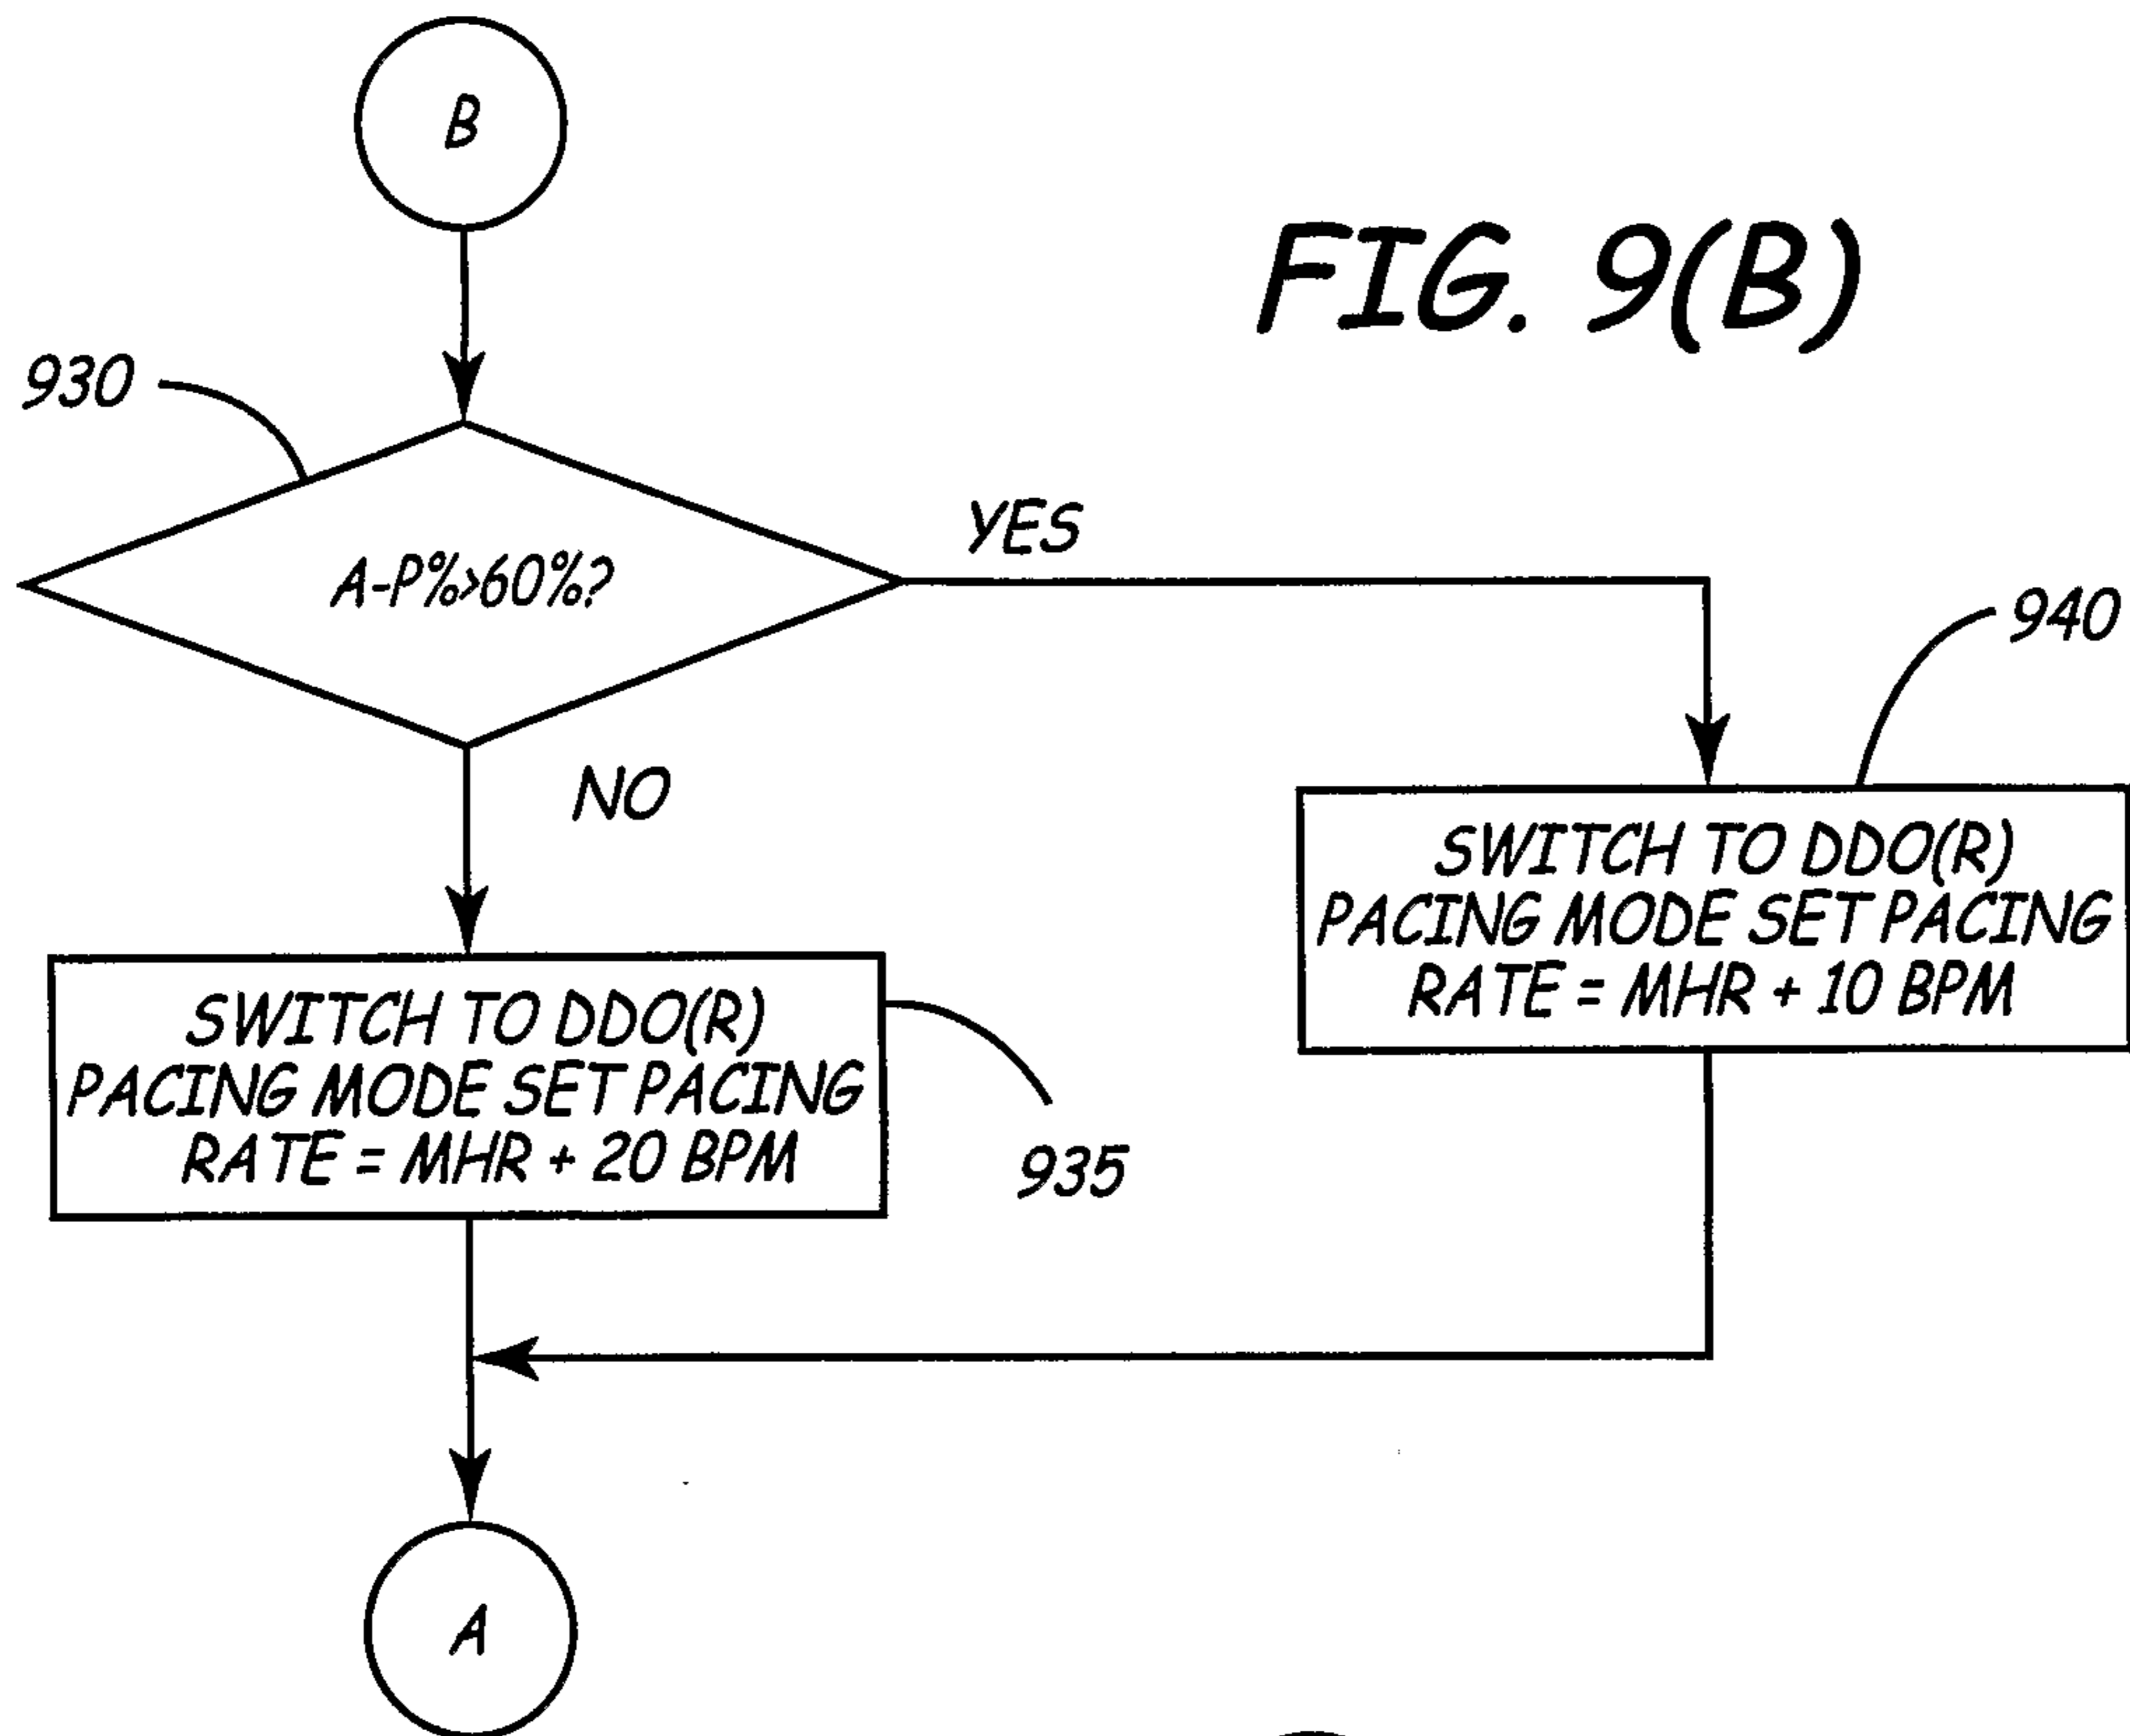 B
FIG. 9(B)
930
A-P%>60%?
YES
940
NO
SWITCH TO DDO(R)
PACING MODE SET PACING
RATE = MHR + 10 BPM
SWITCH TO DDO(R)
PACING MODE SET PACING
RATE = MHR + 20 BPM
935
A